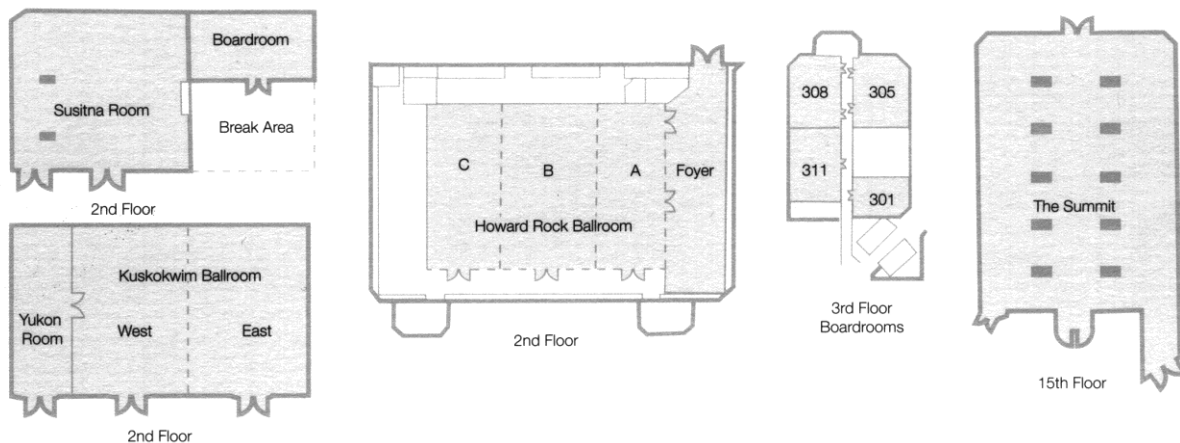 Boardroom
Susitna Room
Break Area
2nd Floor
Kuskokwim Ballroom
Yukon
Room
West
East
2nd Floor
C
B
A
Foyer
Howard Rock Ballroom
2nd Floor
308
305
311
301
3rd Floor
Boardrooms
The Summit
15th Floor